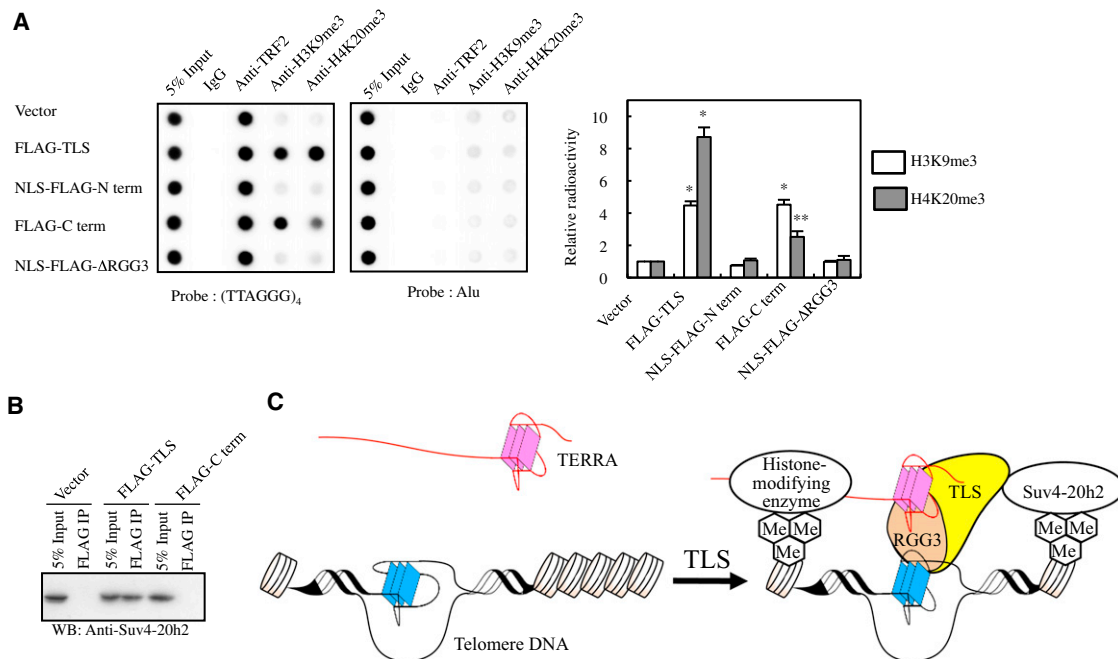 A
5% Input
IgG
Anti-TRF2
Anti-H3K9me3
Anti-H4K20me3
5% Input
IgG
Anti-TRF2
Anti-H3K9me3
Anti-H4K20me3
Vector
FLAG-TLS
NLS-FLAG-N term
FLAG-C term
NLS-FLAG-ΔRGG3
Probe : (TTAGGG)4
Probe : Alu
Relative radioactivity
10
8
6
4
2
0
*
*
*
**
H3K9me3
H4K20me3
Vector
FLAG-TLS
NLS-FLAG-N term
FLAG-C term
NLS-FLAG-ΔRGG3
B
Vector
FLAG-TLS
FLAG-C term
5% Input
FLAG IP
5% Input
FLAG IP
5% Input
FLAG IP
WB: Anti-Suv4-20h2
C
TERRA
Telomere DNA
TLS
Histone-
modifying
enzyme
Me
Me
Me
TLS
RGG3
Suv4-20h2
Me
Me
Me